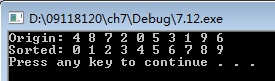 D:\09118120\ch7\Debug\7.12.exe
Origin: 4 8 7 2 0 5 3 1 9 6
Sorted: 0 1 2 3 4 5 6 7 8 9
Press any key to continue . . .